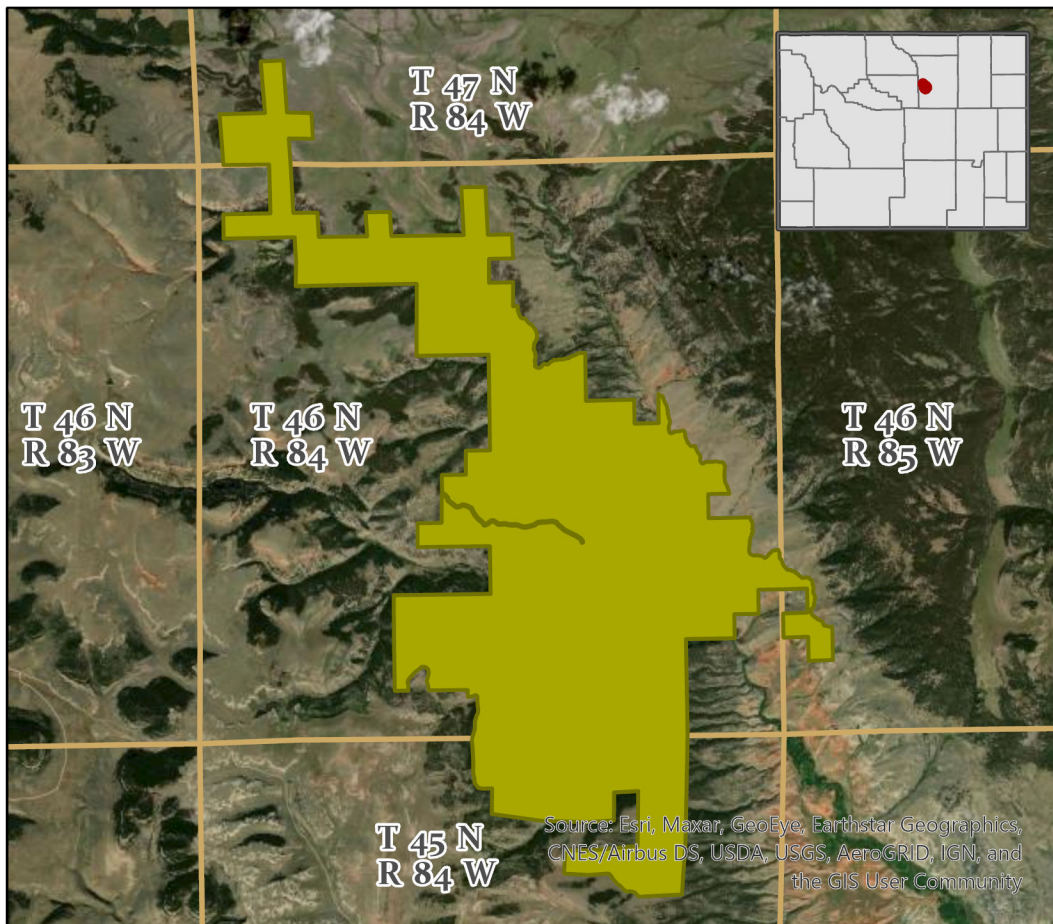 T 47 N
R 84 W
T 46 N
R 83 W
T 46 N
R 84 W
T 46 N
R 85 W
T 45 N
R 84 W
Source: Esri, Maxar, GeoEye, Earthstar Geographics,
CNES/Airbus DS, USDA, USGS, AeroGRID, IGN, and
the GIS User Community